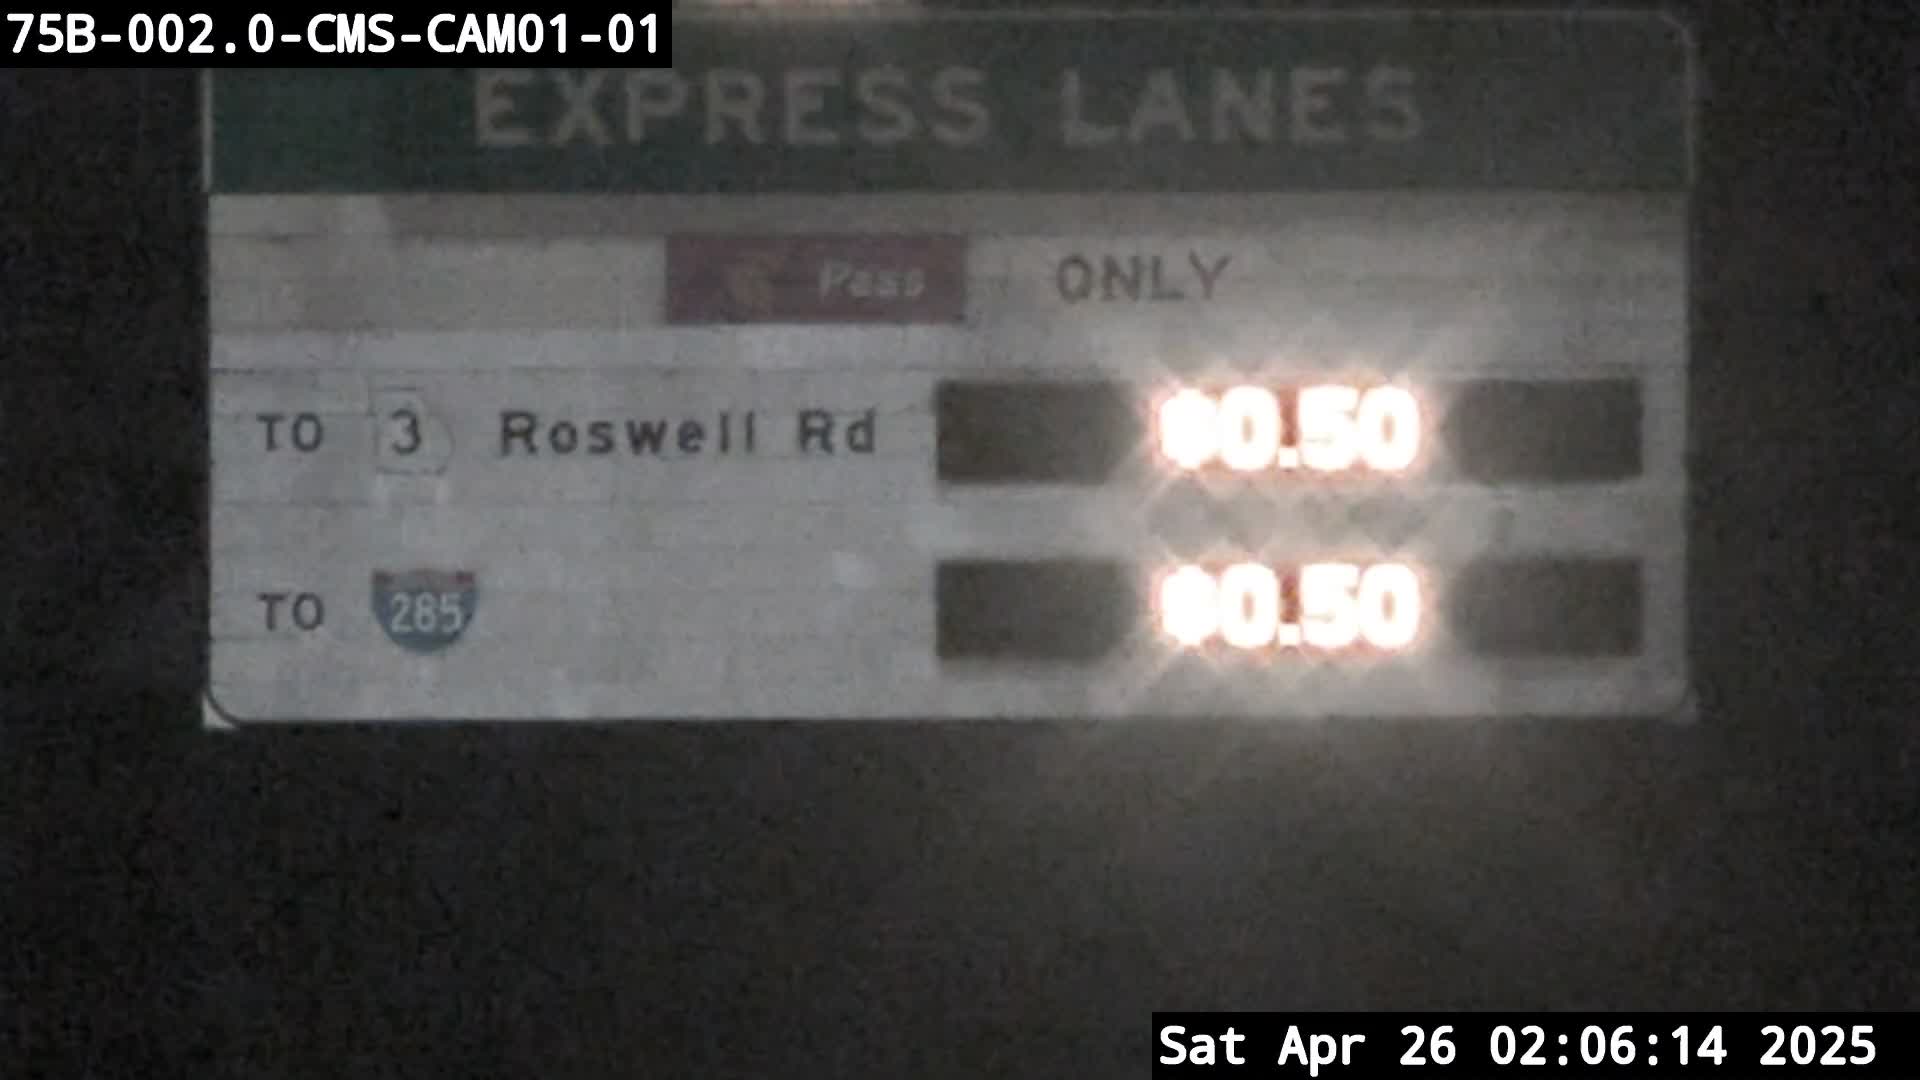 75B-002.0-CMS-CAM01-01
EXPRESS LANES
Pass ONLY
TO 3 Roswell Rd $0.50
TO 285 $0.50
Sat Apr 26 02:06:14 2025